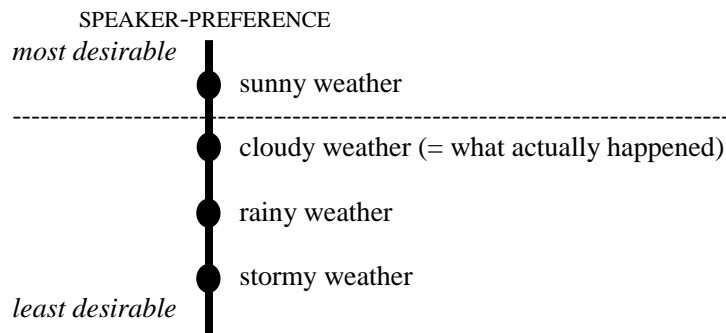 SPEAKER-PREFERENCE
most desirable
sunny weather
cloudy weather (= what actually happened)
rainy weather
stormy weather
least desirable